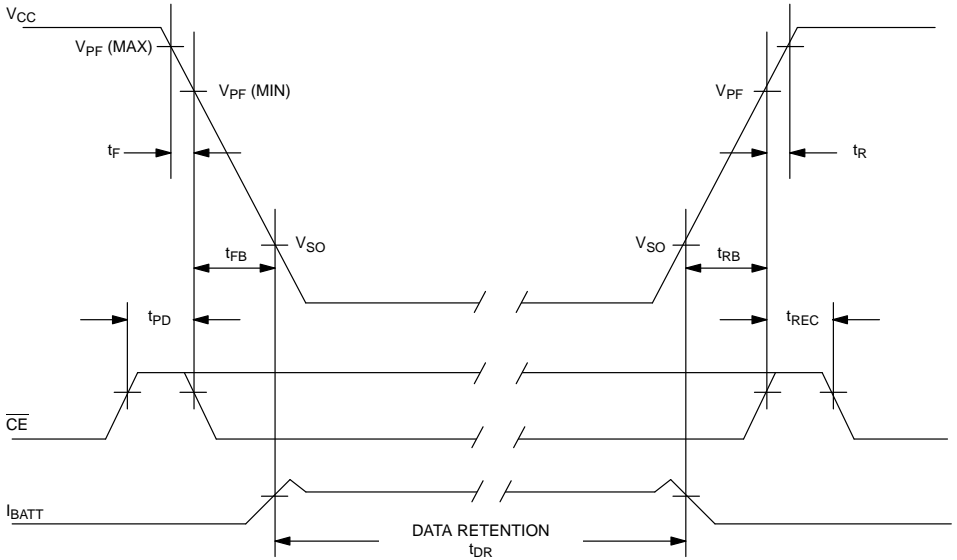 VCC
VPF (MAX)
VPF (MIN)
VPF
tF
tR
VSO
VSO
tFB
tRB
tPD
tREC
CE
IBATT
DATA RETENTION
tDR